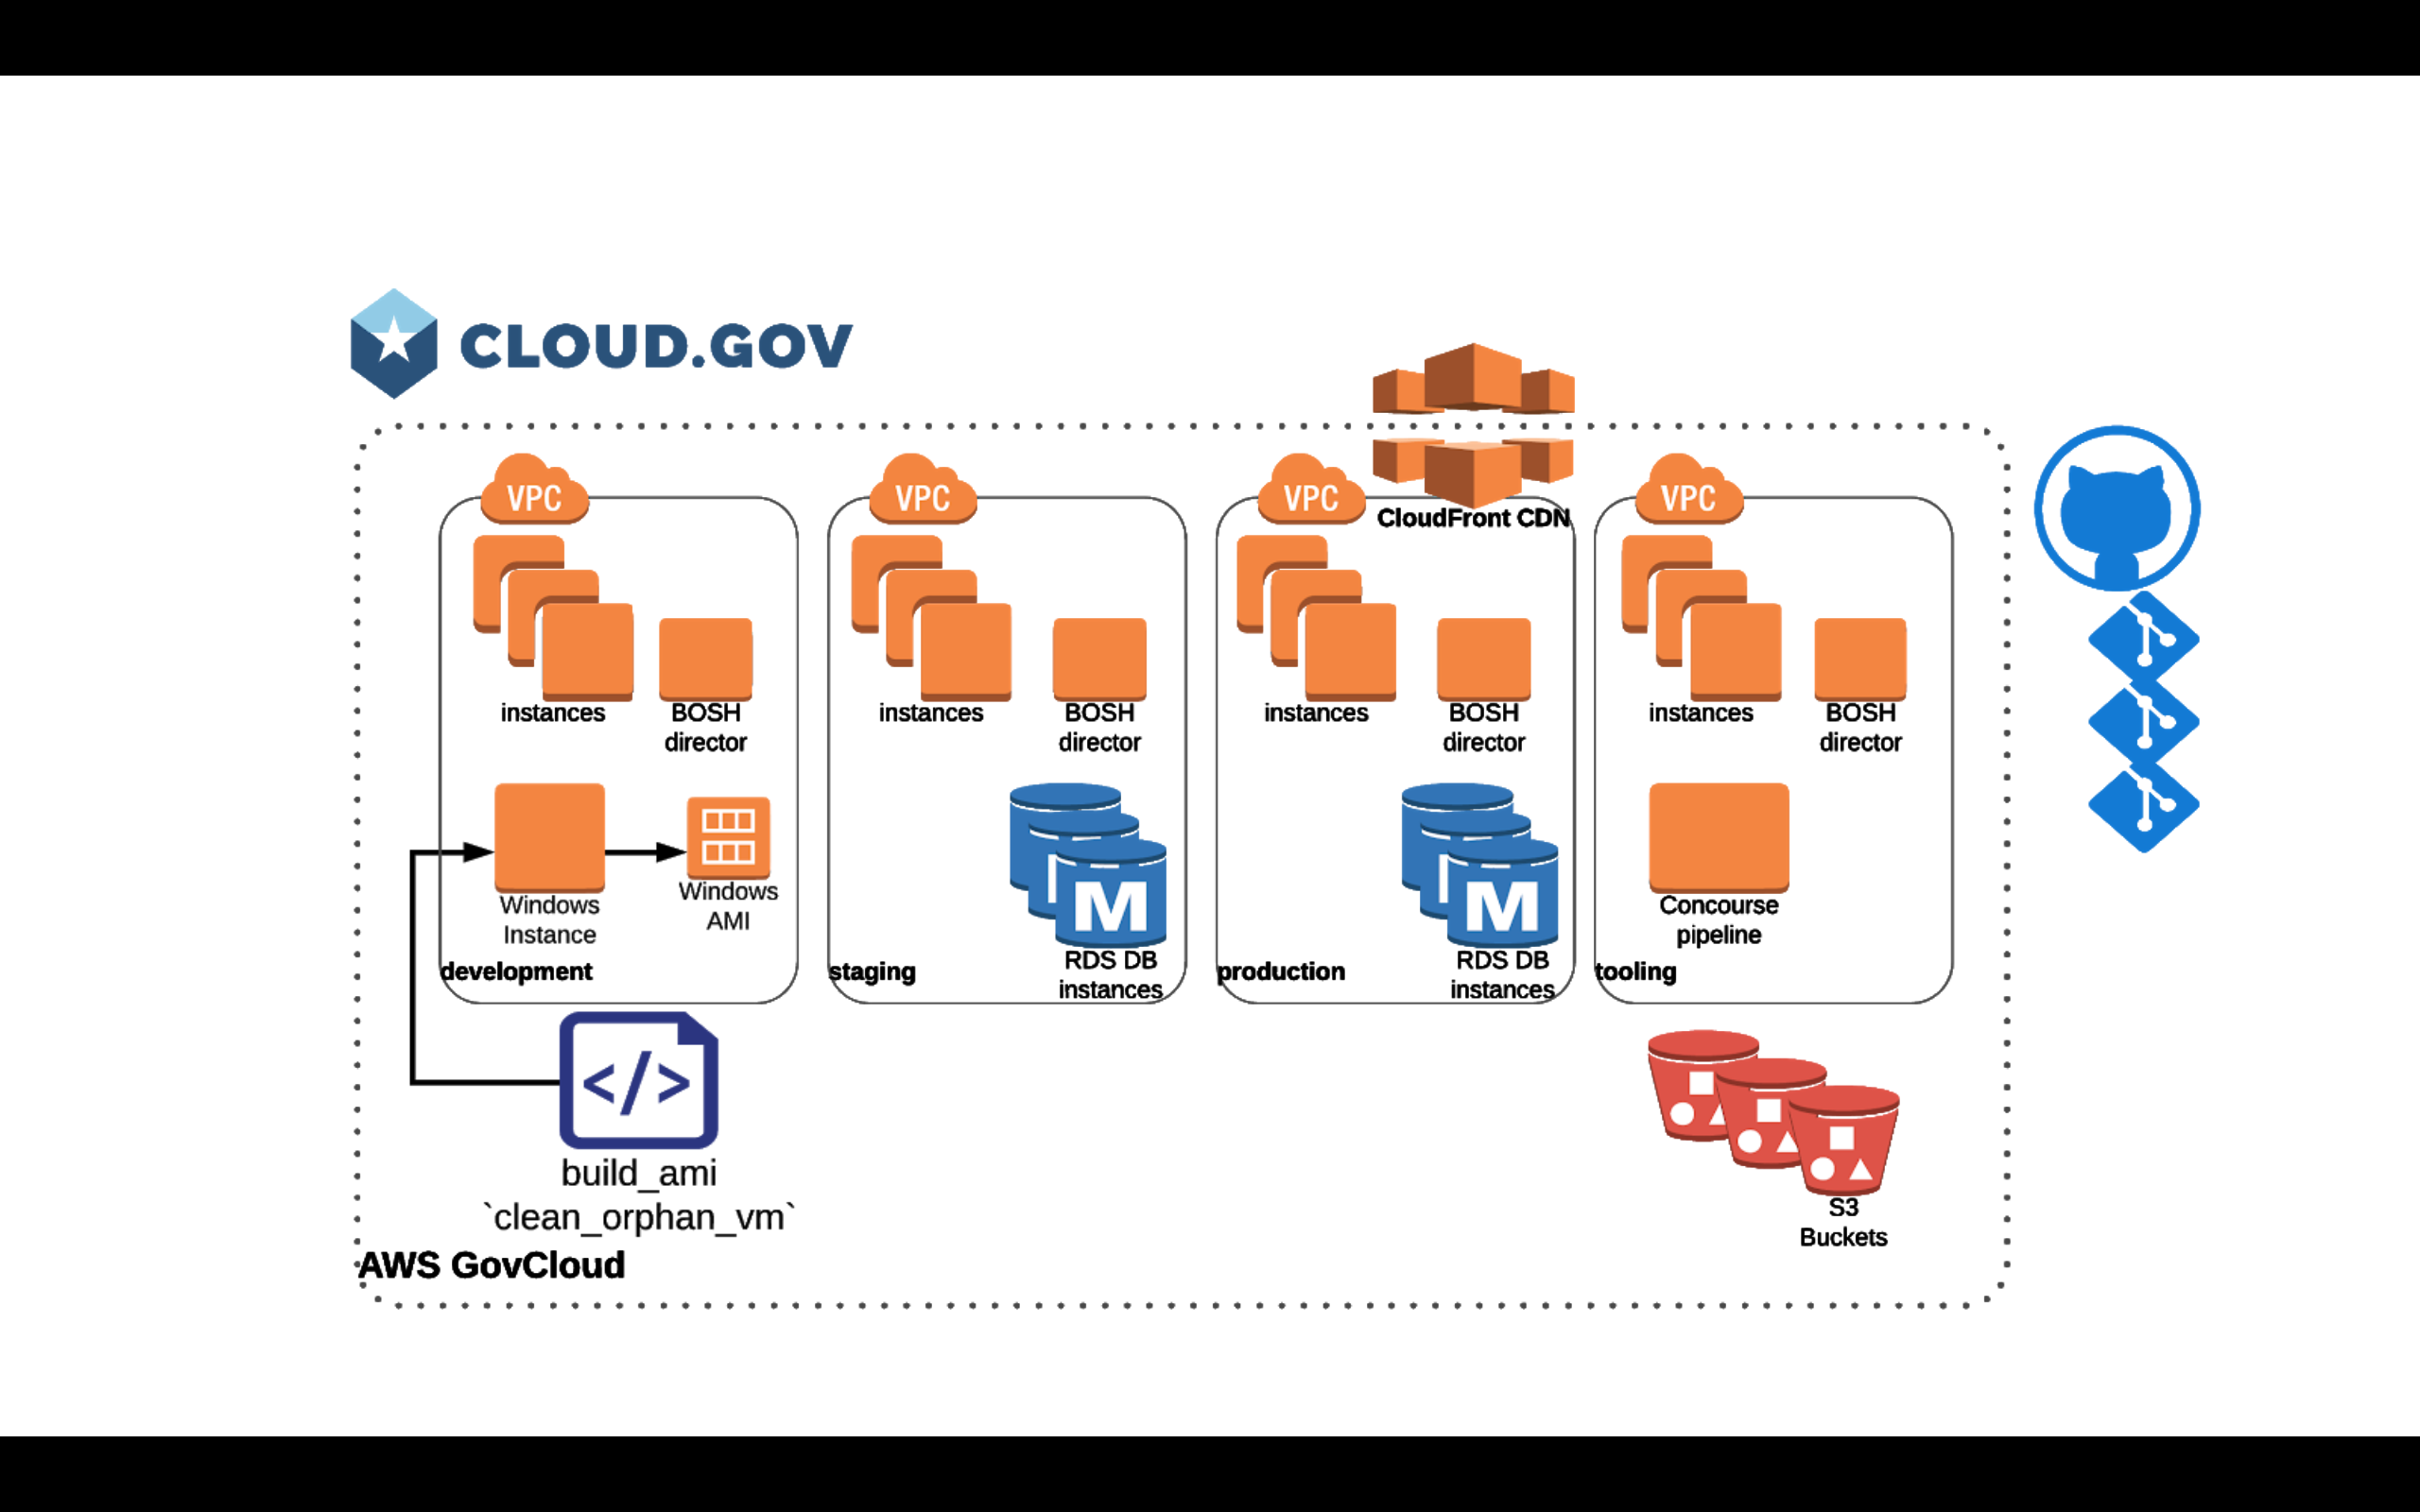 CLOUD.GOV
VPC
VPC
VPC
CloudFront CDN
VPC
instances
BOSH
director
instances
BOSH
director
instances
BOSH
director
instances
BOSH
director
Windows
Instance
Windows
AMI
development
M
RDS DB
instances
staging
M
RDS DB
instances
production
Concourse
pipeline
tooling
</>
build_ami
`clean_orphan_vm`
S3
Buckets
AWS GovCloud